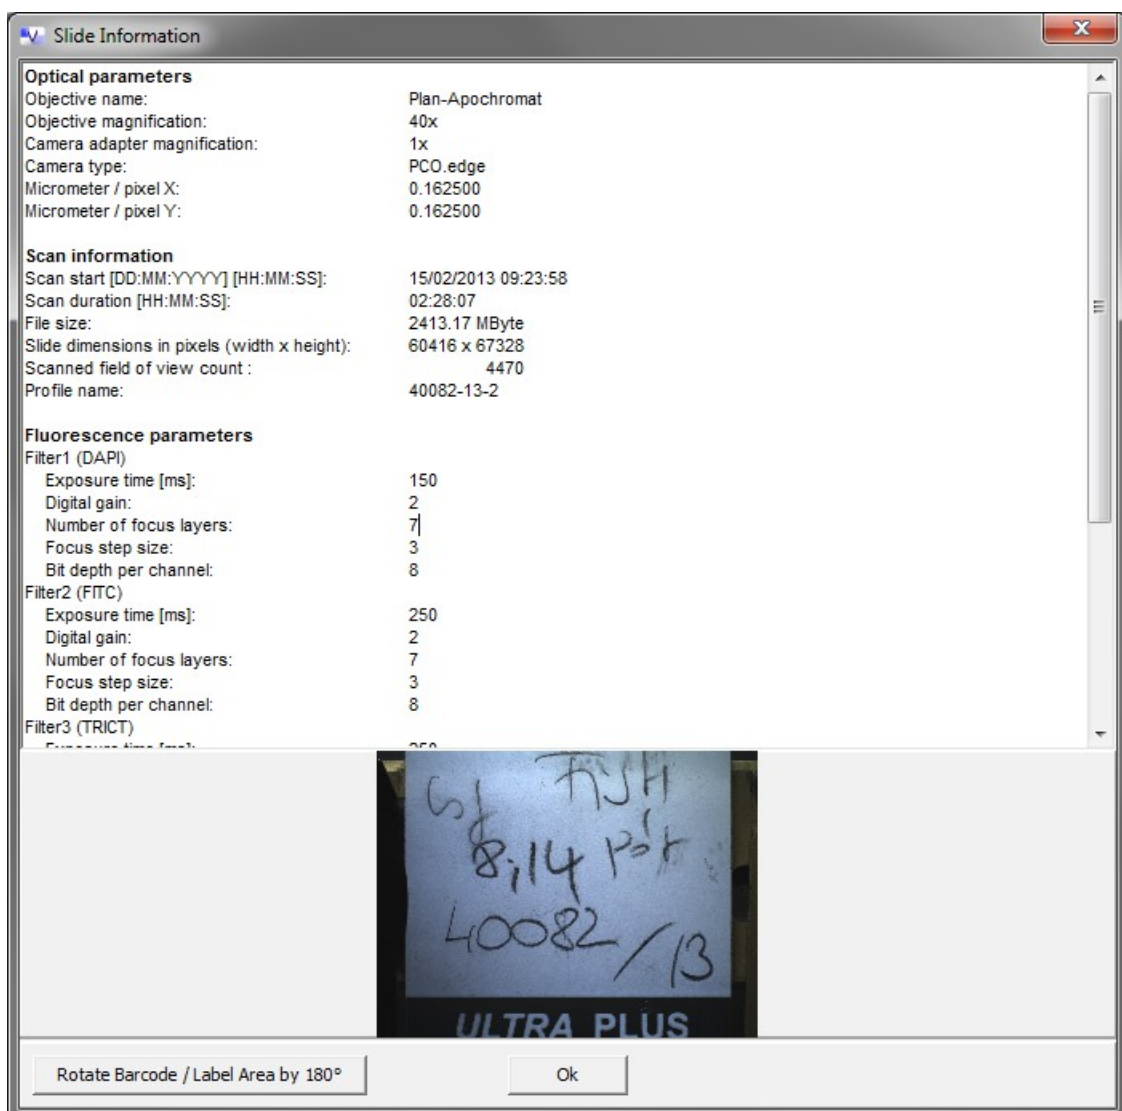 Slide Information
Optical parameters
Objective name: Plan-Apochromat
Objective magnification: 40x
Camera adapter magnification: 1x
Camera type: PCO.edge
Micrometer / pixel X: 0.162500
Micrometer / pixel Y: 0.162500
Scan information
Scan start [DD:MM:YYYY] [HH:MM:SS]: 15/02/2013 09:23:58
Scan duration [HH:MM:SS]: 02:28:07
File size: 2413.17 MByte
Slide dimensions in pixels (width x height): 60416 x 67328
Scanned field of view count : 4470
Profile name: 40082-13-2
Fluorescence parameters
Filter1 (DAPI)
Exposure time [ms]: 150
Digital gain: 2
Number of focus layers: 7
Focus step size: 3
Bit depth per channel: 8
Filter2 (FITC)
Exposure time [ms]: 250
Digital gain: 2
Number of focus layers: 7
Focus step size: 3
Bit depth per channel: 8
Filter3 (TRICT)
Exposure time [ms]: 250
FISH
8;14
40082/13
ULTRA PLUS
Rotate Barcode / Label Area by 180° Ok